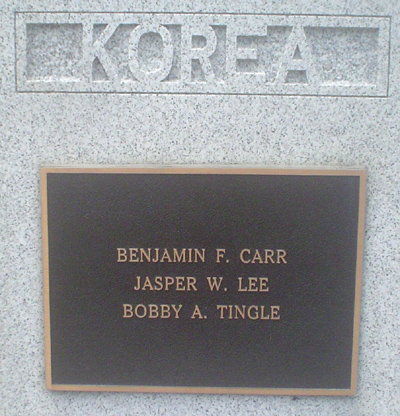 KOREA
BENJAMIN F. CARR
JASPER W. LEE
BOBBY A. TINGLE